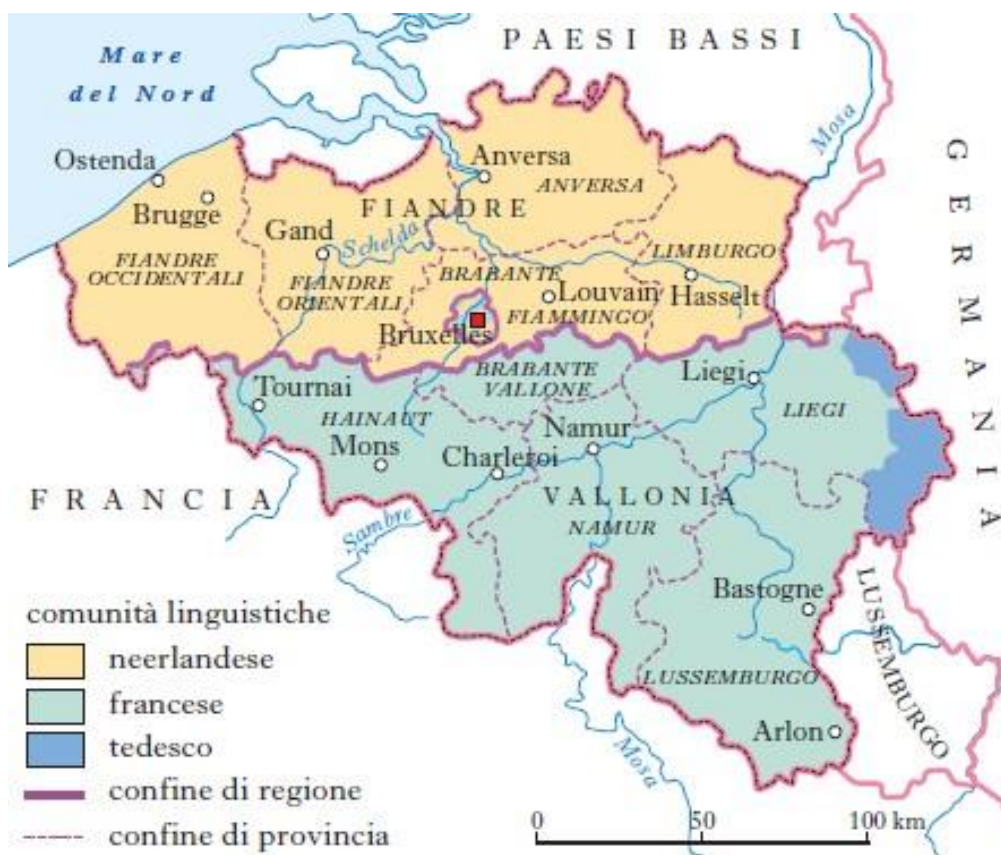 PAESI BASSI
Mare
del Nord
Mosa
GERMANIA
Ostenda
Anversa
ANVERSA
Brugge
FIANDRE
Gand
Schelda
LIMBURGO
FIANDRE
OCCIDENTALI
FIANDRE
ORIENTALI
BRABANTE
FIAMMINGO
Louvain
Hasselt
Bruxelles
Tournai
BRABANTE
VALLONE
Liegi
HAINAUT
LIEGI
Mons
Namur
Charleroi
FRANCIA
VALLONIA
Sambre
NAMUR
Bastogne
LUSSEMBURGO
LUSSEMBURGO
Arlon
Mosa
comunità linguistiche
neerlandese
francese
tedesco
confine di regione
confine di provincia
0 50 100 km